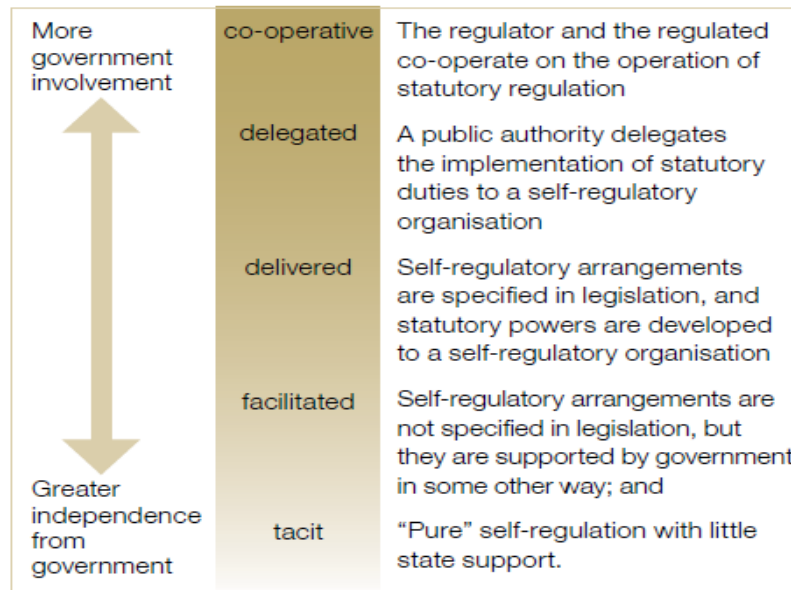 More
government
involvement
co-operative
The regulator and the regulated
co-operate on the operation of
statutory regulation
delegated
A public authority delegates
the implementation of statutory
duties to a self-regulatory
organisation
delivered
Self-regulatory arrangements
are specified in legislation, and
statutory powers are developed
to a self-regulatory organisation
facilitated
Self-regulatory arrangements are
not specified in legislation, but
they are supported by government
in some other way; and
Greater
independence
from
government
tacit
“Pure” self-regulation with little
state support.